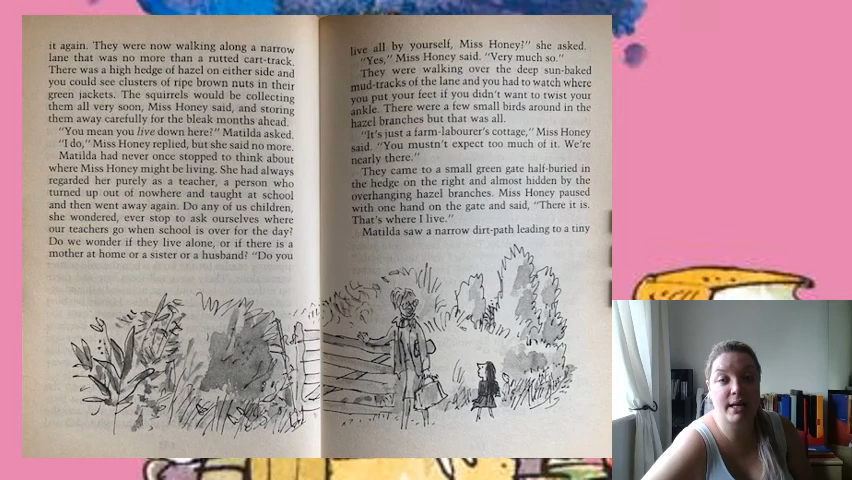 it again. They were now walking along a narrow
lane that was no more than a rutted cart-track.
There was a high hedge of hazel on either side and
you could see clusters of ripe brown nuts in their
green jackets. The squirrels would be collecting
them all very soon, Miss Honey said, and storing
them away carefully for the bleak months ahead.
"You mean you live down here?" Matilda asked.
"I do," Miss Honey replied, but she said no more.
Matilda had never once stopped to think about
where Miss Honey might be living. She had always
regarded her purely as a teacher, a person who
turned up out of nowhere and taught at school
and then went away again. Do any of us children,
she wondered, ever stop to ask ourselves where
our teachers go when school is over for the day?
Do we wonder if they live alone, or if there is a
mother at home or a sister or a husband? "Do you
live all by yourself, Miss Honey?" she asked.
"Yes," Miss Honey said. "Very much so."
They were walking over the deep sun-baked
mud-tracks of the lane and you had to watch where
you put your feet if you didn't want to twist your
ankle. There were a few small birds around in the
hazel branches but that was all.
"It's just a farm-labourer's cottage," Miss Honey
said. "You mustn't expect too much of it. We're
nearly there."
They came to a small green gate half-buried in
the hedge on the right and almost hidden by the
overhanging hazel branches. Miss Honey paused
with one hand on the gate and said, "There it is.
That's where I live."
Matilda saw a narrow dirt-path leading to a tiny